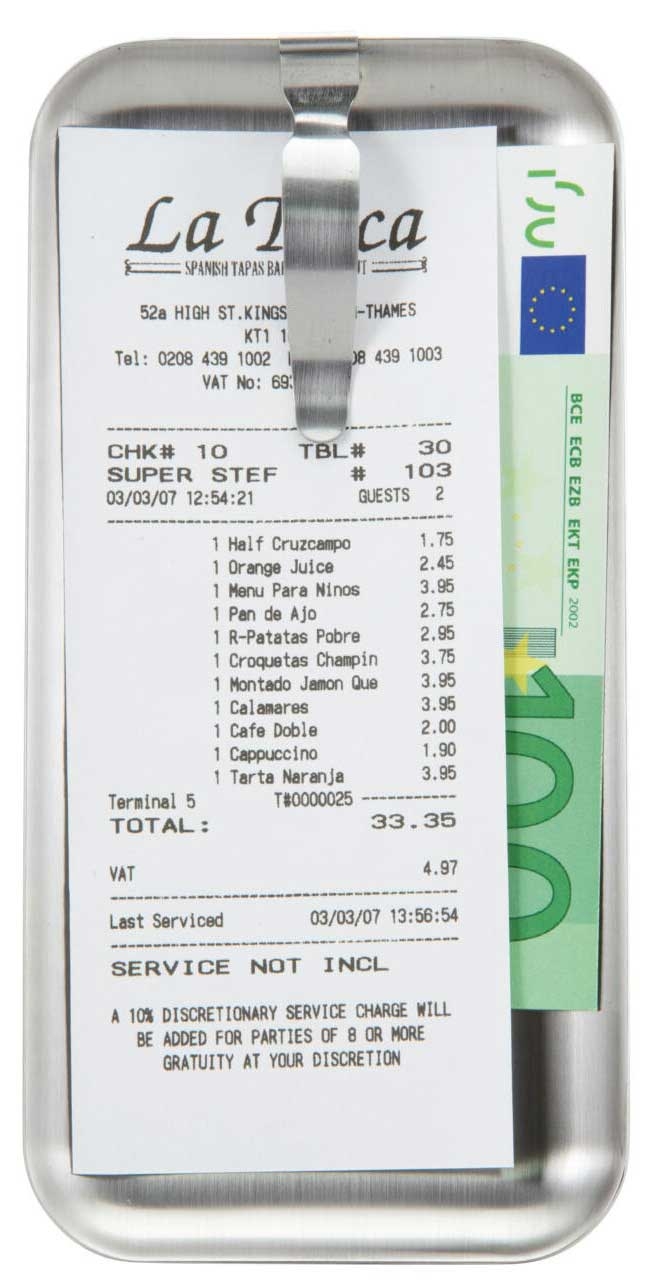 La T ca
SPANISH TAPAS BA T
52a HIGH ST.KINGS -THAMES
KT1 1
Tel: 0208 439 1002 08 439 1003
VAT No: 69
CHK# 10 TBL# 30
SUPER STEF # 103
03/03/07 12:54:21 GUESTS 2
1 Half Cruzcampo 1.75
1 Orange Juice 2.45
1 Menu Para Ninos 3.95
1 Pan de Ajo 2.75
1 R-Patatas Pobre 2.95
1 Croquetas Champin 3.75
1 Montado Jamon Que 3.95
1 Calamares 3.95
1 Cafe Doble 2.00
1 Cappuccino 1.90
1 Tarta Naranja 3.95
Terminal 5 T#0000025 ------------
TOTAL: 33.35
VAT 4.97
Last Serviced 03/03/07 13:56:54
SERVICE NOT INCL
A 10% DISCRETIONARY SERVICE CHARGE WILL
BE ADDED FOR PARTIES OF 8 OR MORE
GRATUITY AT YOUR DISCRETION
BCE ECB EZB EKT EKP 2002
100